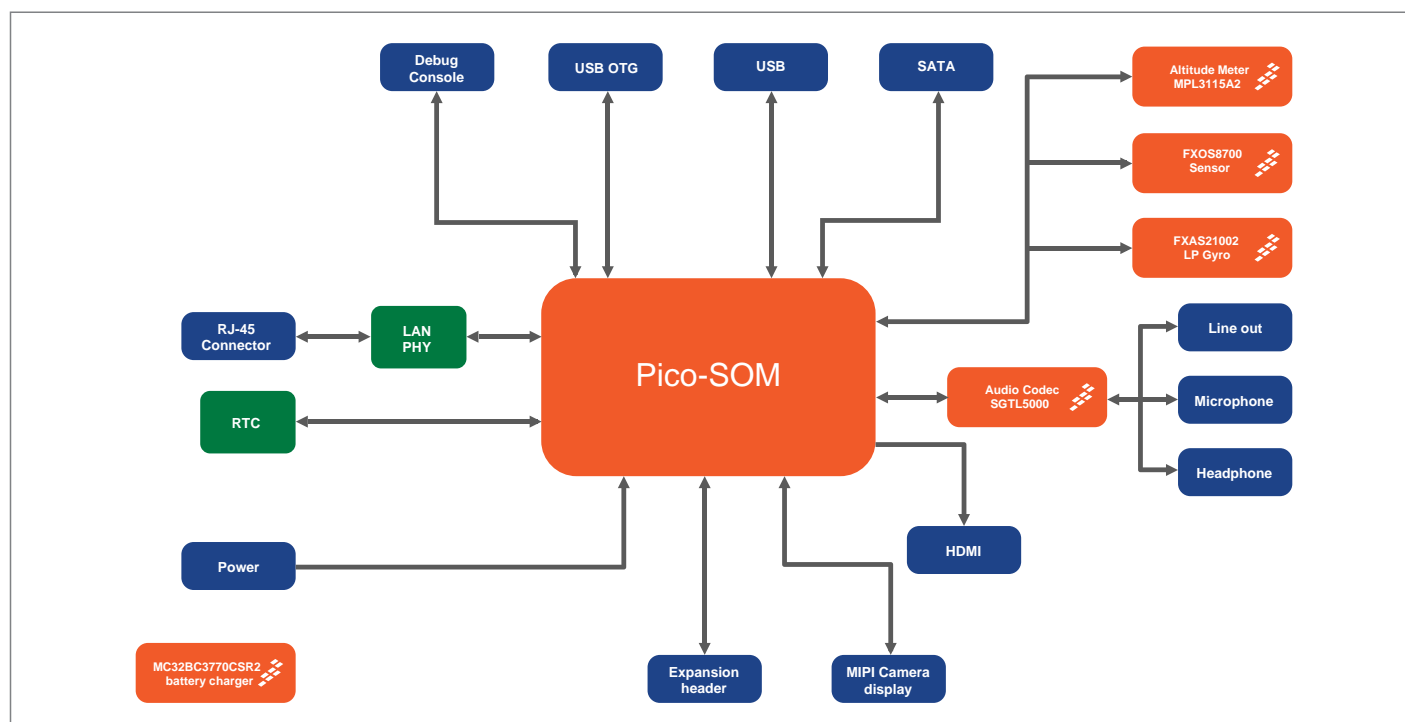 Debug
Console
USB OTG
USB
SATA
Altitude Meter
MPL3115A2
FXOS8700
Sensor
FXAS21002
LP Gyro
RJ-45
Connector
LAN
PHY
Pico-SOM
Line out
Audio Codec
SGTL5000
Microphone
RTC
Headphone
HDMI
Power
MC32BC3770CSR2
battery charger
Expansion
header
MIPI Camera
display